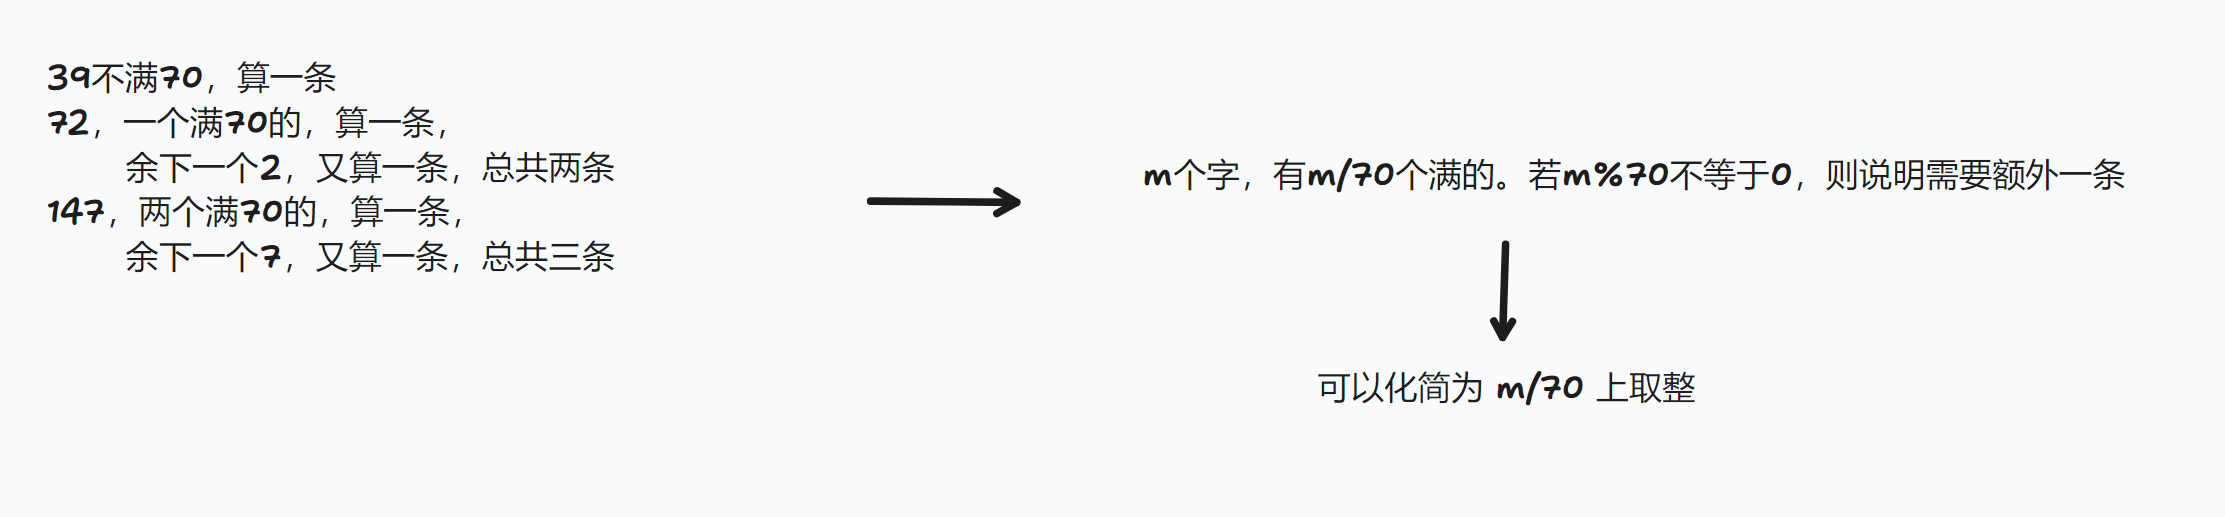 39不满70，算一条
72，一个满70的，算一条，
余下一个2，又算一条，总共两条
147，两个满70的，算一条，
余下一个7，又算一条，总共三条
m个字，有m/70个满的。若m%70不等于0，则说明需要额外一条
可以化简为 m/70 上取整